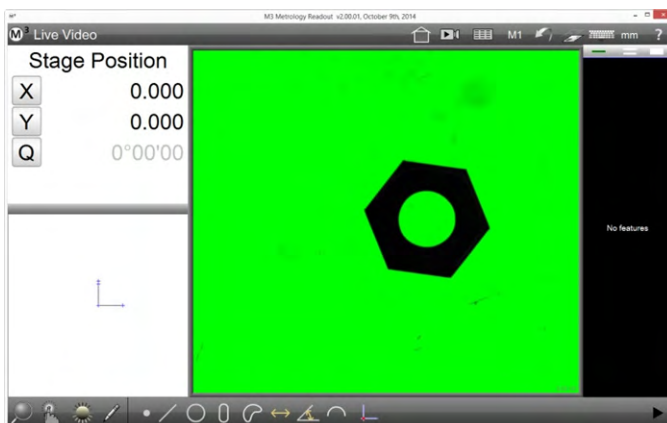 M3 Metrology Readout v2.00.01, October 9th, 2014
M3 Live Video
M1
mm
?
Stage Position
X 0.000
Y 0.000
Q 0°00'00
No features